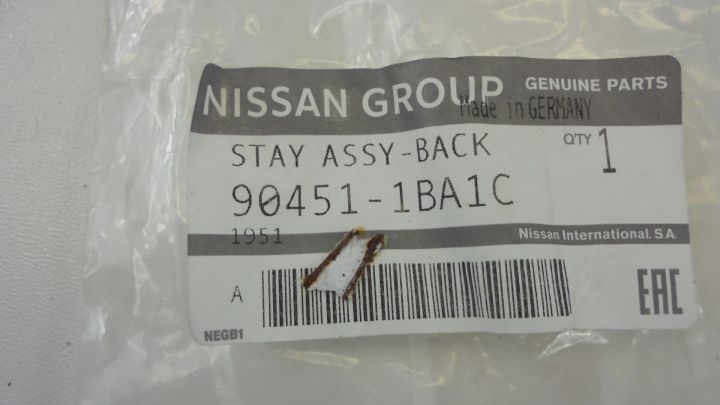 NISSAN GROUP GENUINE PARTS
Made in GERMANY
STAY ASSY-BACK QTY 1
90451-1BA1C
1951 Nissan International. S.A.
A
EAC
NEGB1